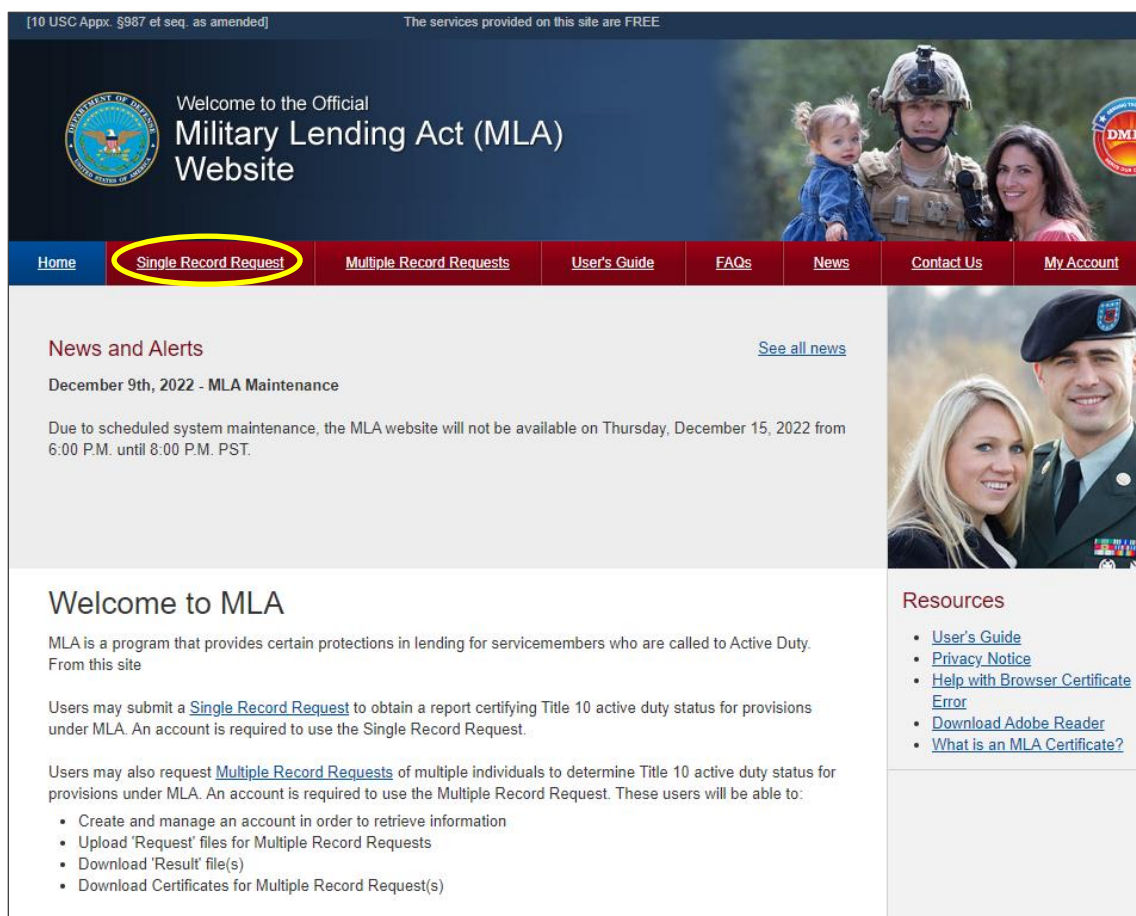 [10 USC Appx. §987 et seq. as amended]
The services provided on this site are FREE
DEPARTMENT OF DEFENSE
UNITED STATES OF AMERICA
Welcome to the Official
Military Lending Act (MLA)
Website
Home
Single Record Request
Multiple Record Requests
User's Guide
FAQs
News
Contact Us
My Account
News and Alerts
See all news
December 9th, 2022 - MLA Maintenance
Due to scheduled system maintenance, the MLA website will not be available on Thursday, December 15, 2022 from
6:00 P.M. until 8:00 P.M. PST.
Welcome to MLA
MLA is a program that provides certain protections in lending for servicemembers who are called to Active Duty.
From this site
Users may submit a Single Record Request to obtain a report certifying Title 10 active duty status for provisions
under MLA. An account is required to use the Single Record Request.
Users may also request Multiple Record Requests of multiple individuals to determine Title 10 active duty status for
provisions under MLA. An account is required to use the Multiple Record Request. These users will be able to:
• Create and manage an account in order to retrieve information
• Upload 'Request' files for Multiple Record Requests
• Download 'Result' file(s)
• Download Certificates for Multiple Record Request(s)
Resources
• User's Guide
• Privacy Notice
• Help with Browser Certificate
Error
• Download Adobe Reader
• What is an MLA Certificate?